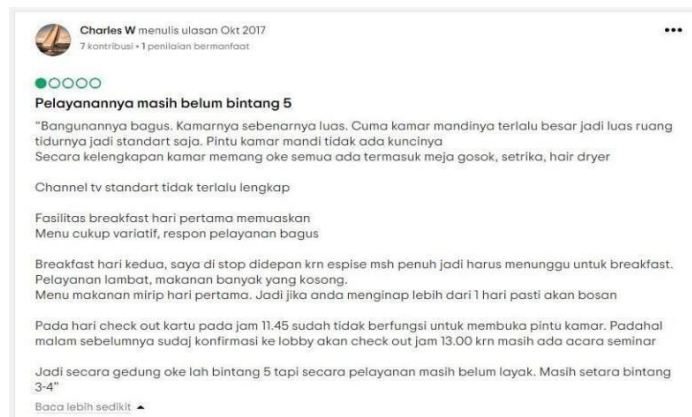 Charles W menulis ulasan Okt 2017
7 kontribusi • 1 penilaian bermanfaat
Pelayanannya masih belum bintang 5
"Bangunannya bagus. Kamarnya sebenarnya luas. Cuma kamar mandinya terlalu besar jadi luas ruang
tidurnya jadi standart saja. Pintu kamar mandi tidak ada kuncinya
Secara kelengkapan kamar memang oke semua ada termasuk meja gosok, setrika, hair dryer
Channel tv standart tidak terlalu lengkap
Fasilitas breakfast hari pertama memuaskan
Menu cukup variatif, respon pelayanan bagus
Breakfast hari kedua, saya di stop didepan krn espise msh penuh jadi harus menunggu untuk breakfast.
Pelayanan lambat, makanan banyak yang kosong.
Menu makanan mirip hari pertama. Jadi jika anda menginap lebih dari 1 hari pasti akan bosan
Pada hari check out kartu pada jam 11.45 sudah tidak berfungsi untuk membuka pintu kamar. Padahal
malam sebelumnya sudaj konfirmasi ke lobby akan check out jam 13.00 krn masih ada acara seminar
Jadi secara gedung oke lah bintang 5 tapi secara pelayanan masih belum layak. Masih setara bintang
3-4"
Baca lebih sedikit